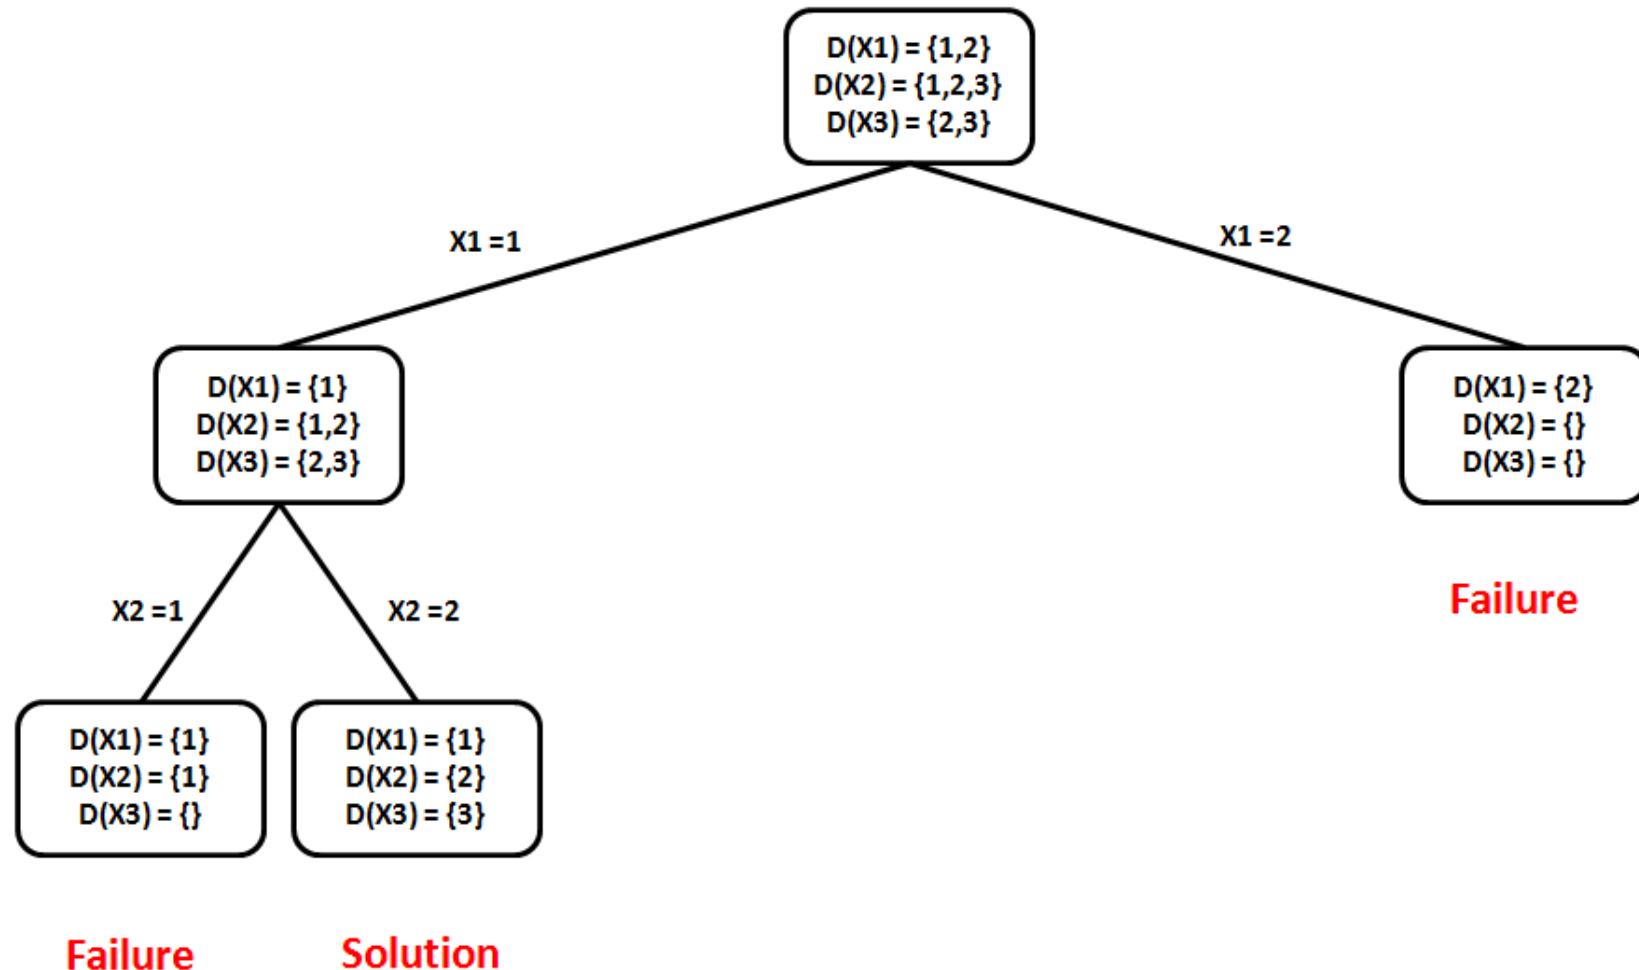 D(X1) = {1,2}
D(X2) = {1,2,3}
D(X3) = {2,3}
X1 =1
X1 =2
D(X1) = {1}
D(X2) = {1,2}
D(X3) = {2,3}
D(X1) = {2}
D(X2) = {}
D(X3) = {}
Failure
X2 =1
X2 =2
D(X1) = {1}
D(X2) = {1}
D(X3) = {}
D(X1) = {1}
D(X2) = {2}
D(X3) = {3}
Failure
Solution